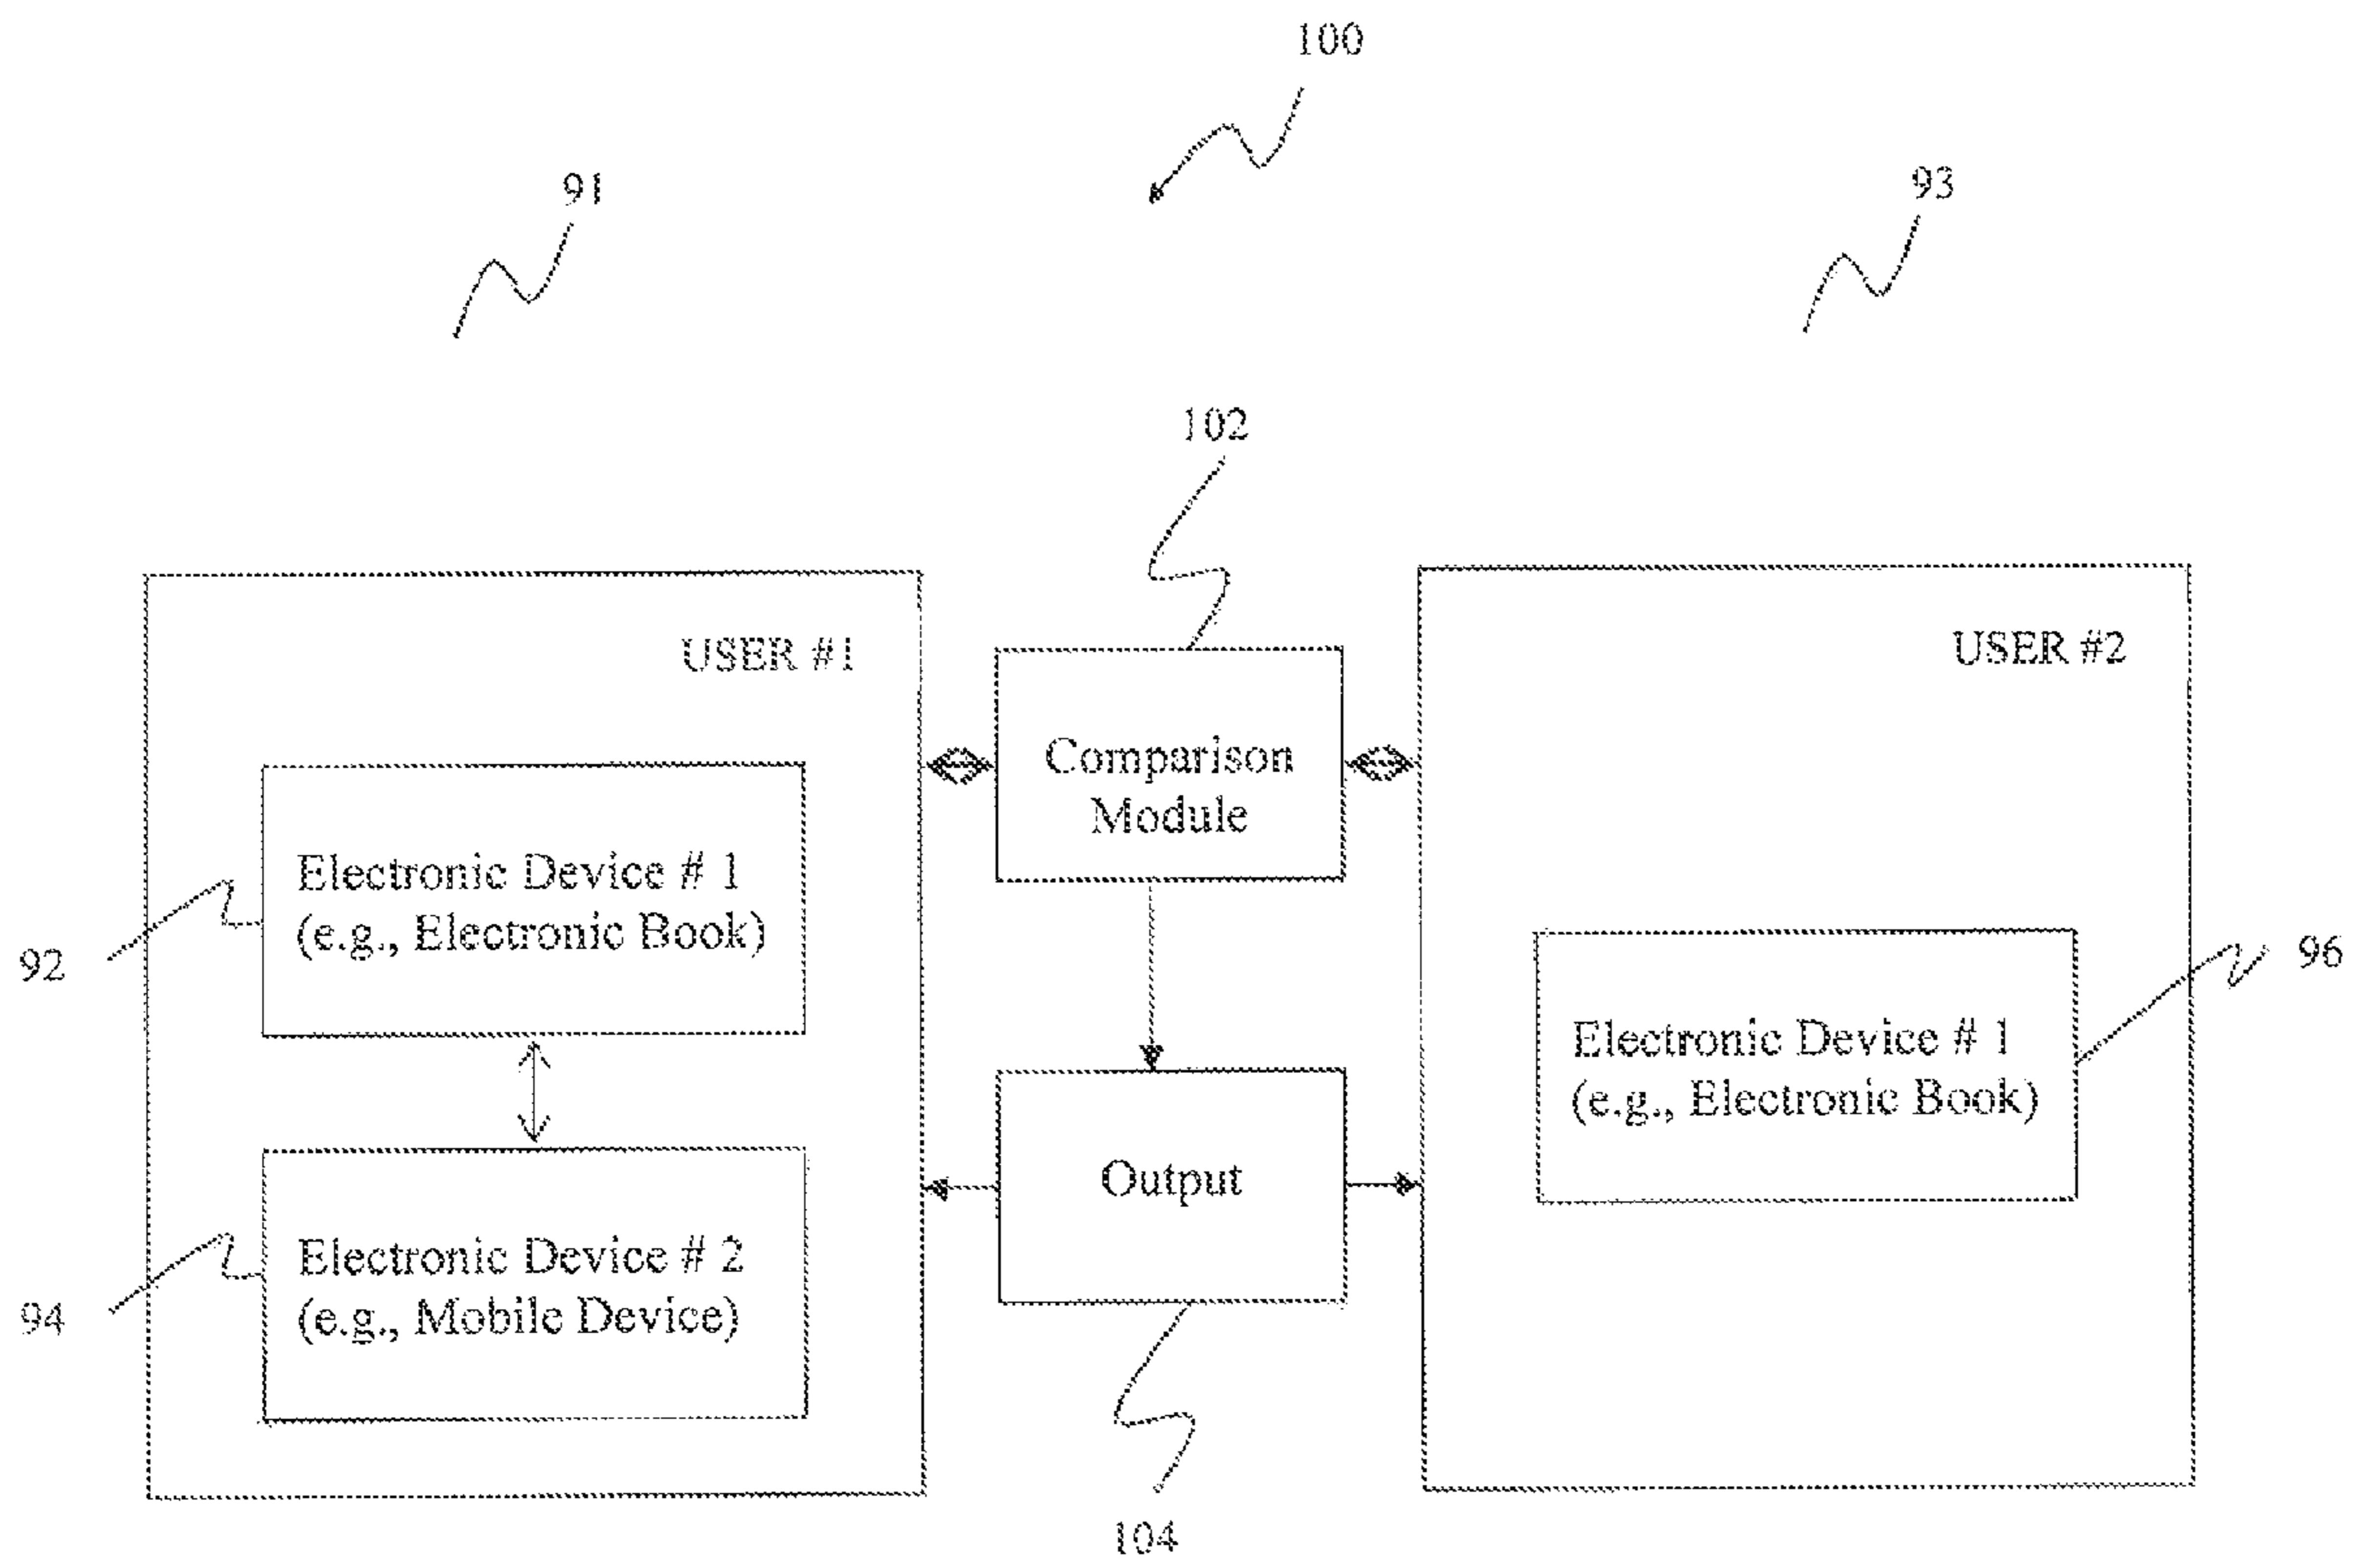 100
91
93
102
USER #1
USER #2
Comparison
Module
Electronic Device # 1
(e.g., Electronic Book)
92
96
Electronic Device # 1
(e.g., Electronic Book)
Output
Electronic Device # 2
(e.g., Mobile Device)
94
104